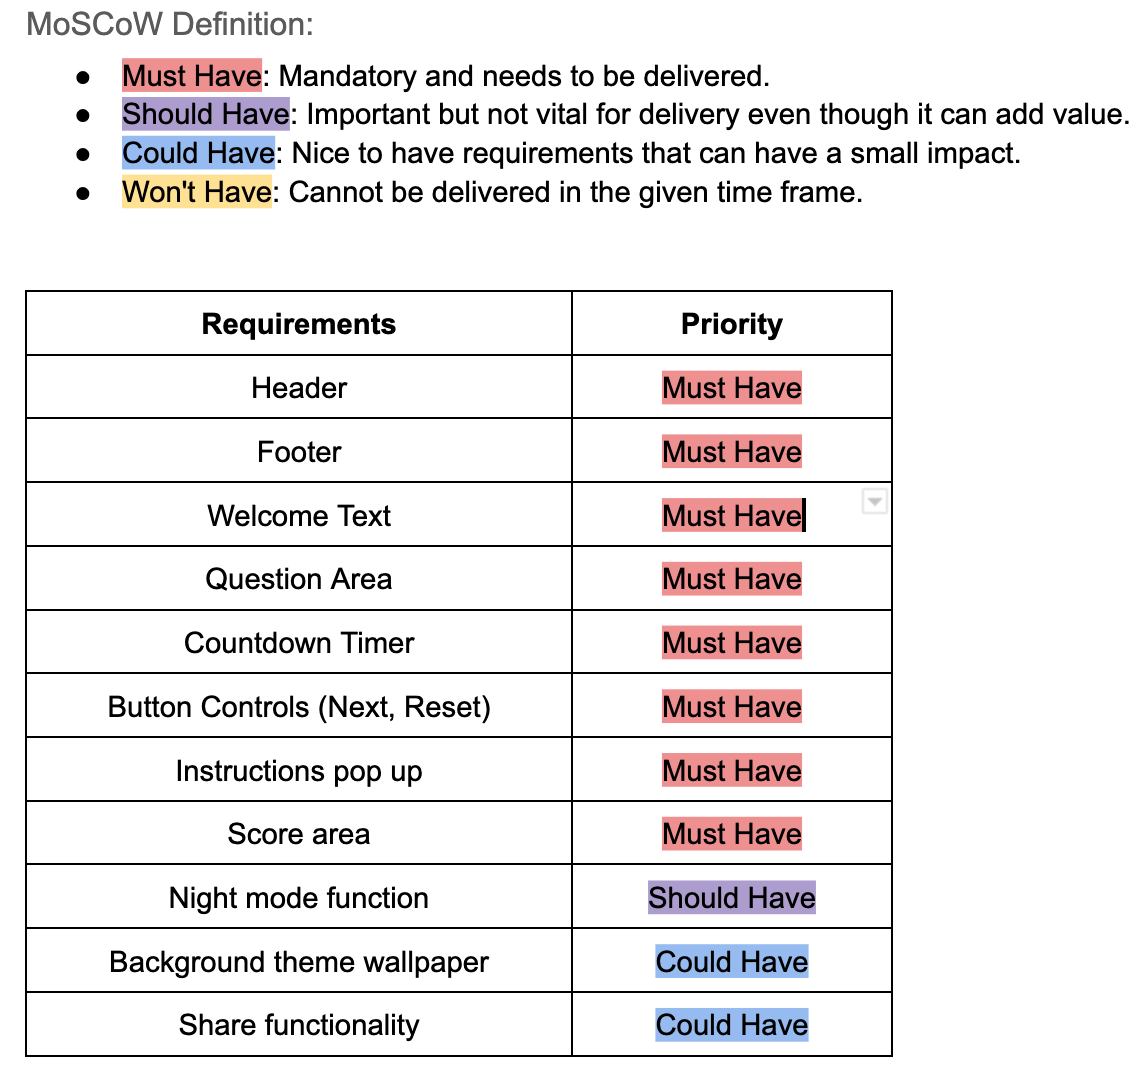 MoSCoW Definition:
● Must Have: Mandatory and needs to be delivered.
● Should Have: Important but not vital for delivery even though it can add value.
● Could Have: Nice to have requirements that can have a small impact.
● Won't Have: Cannot be delivered in the given time frame.
Requirements Priority
Header Must Have
Footer Must Have
Welcome Text Must Have
Question Area Must Have
Countdown Timer Must Have
Button Controls (Next, Reset) Must Have
Instructions pop up Must Have
Score area Must Have
Night mode function Should Have
Background theme wallpaper Could Have
Share functionality Could Have